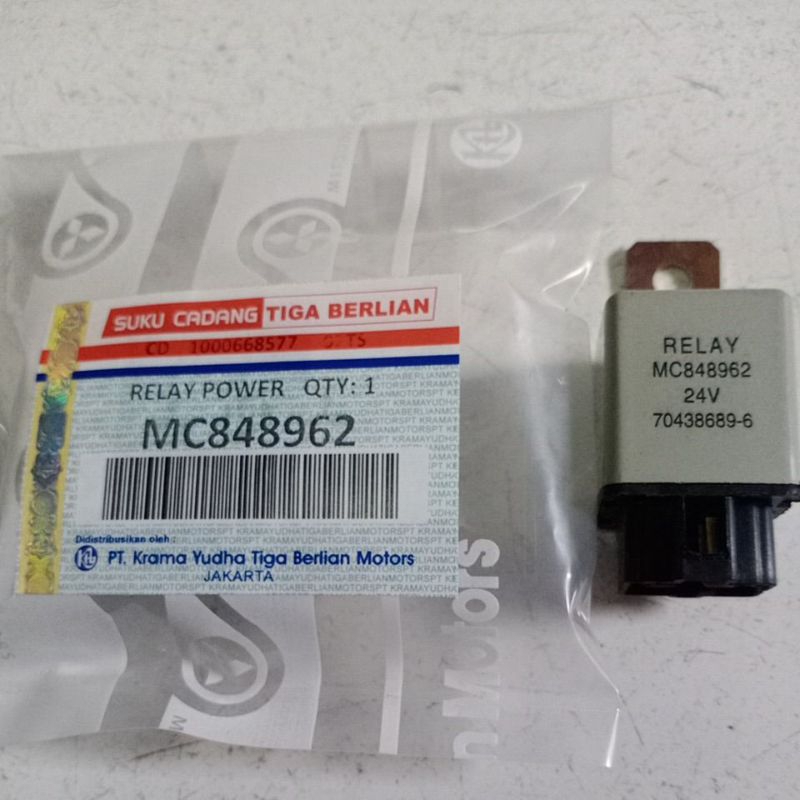 SUKU CADANG TIGA BERLIAN
CD 1000668577
RELAY POWER QTY: 1
MC848962
Didistribusikan oleh :
PT. Krama Yudha Tiga Berlian Motors
JAKARTA
RELAY
MC848962
24V
70438689-6
Motors